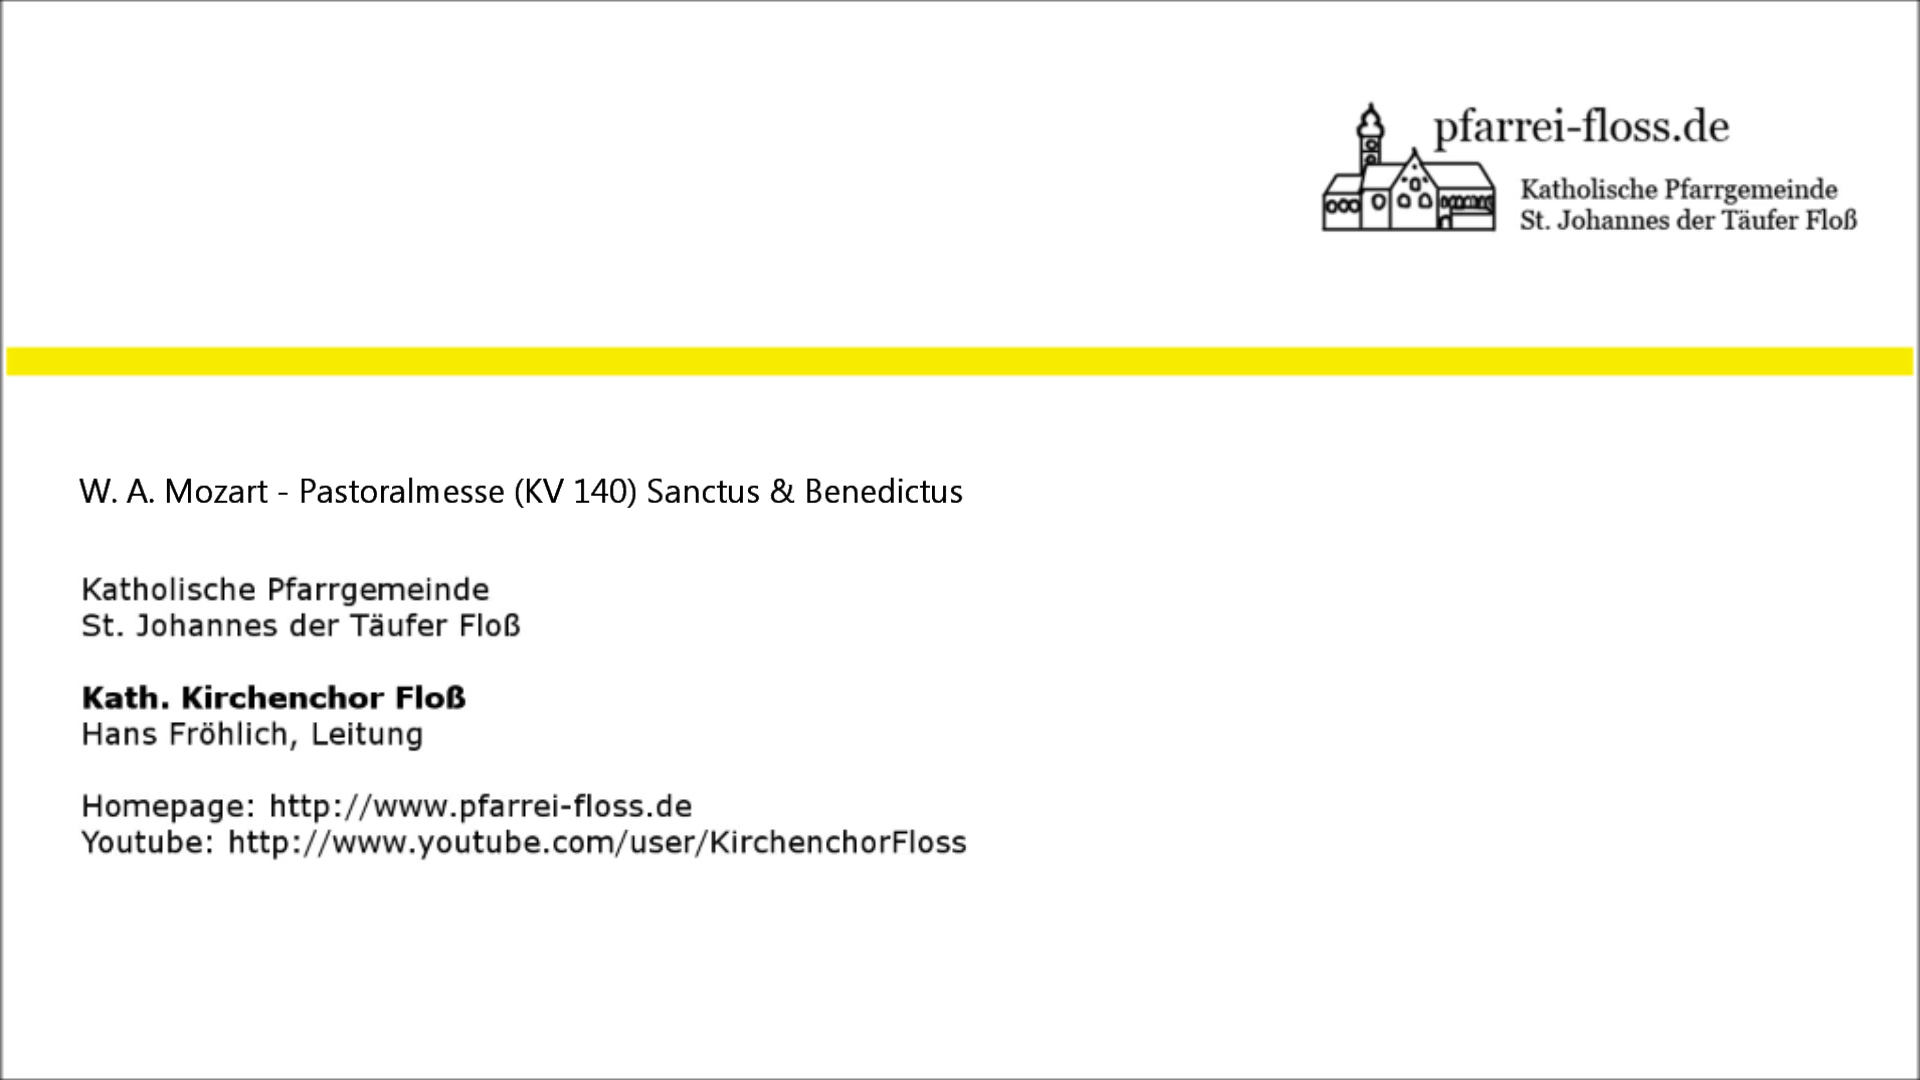 pfarrei-floss.de
Katholische Pfarrgemeinde
St. Johannes der Täufer Floß
W. A. Mozart - Pastoralmesse (KV 140) Sanctus & Benedictus
Katholische Pfarrgemeinde
St. Johannes der Täufer Floß
Kath. Kirchenchor Floß
Hans Fröhlich, Leitung
Homepage: http://www.pfarrei-floss.de
Youtube: http://www.youtube.com/user/KirchenchorFloss